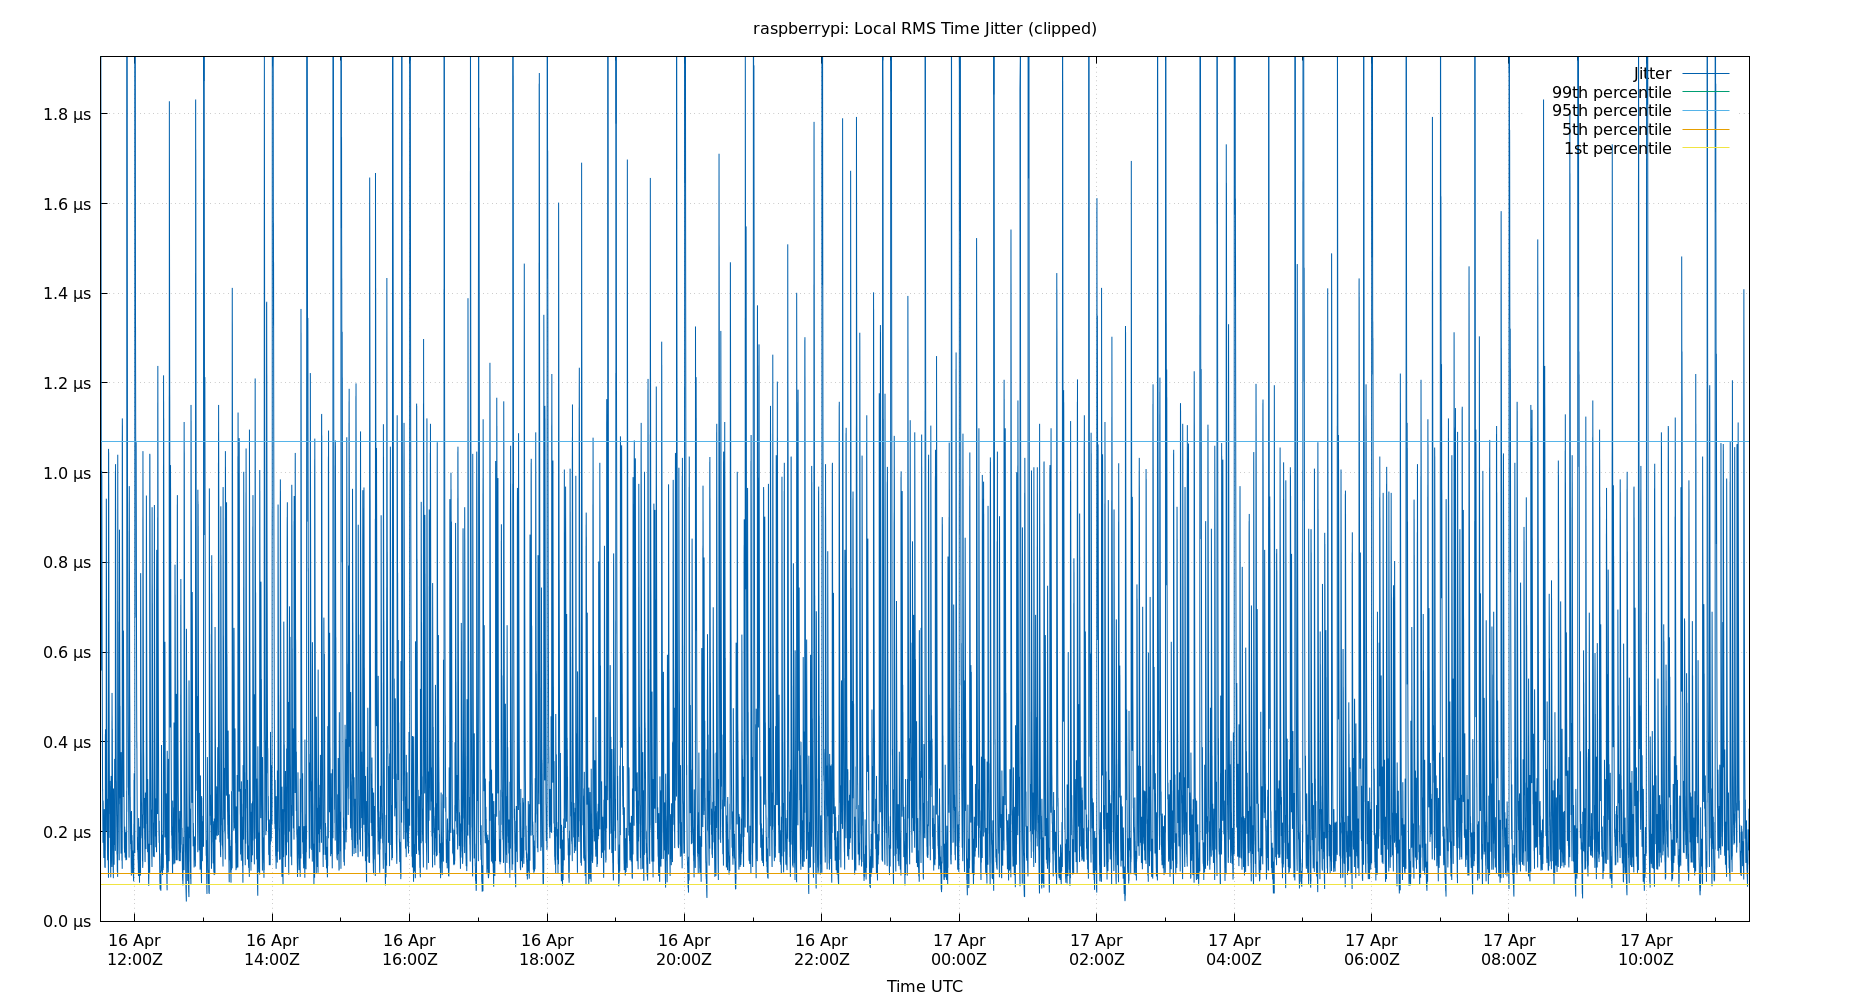 raspberrypi: Local RMS Time Jitter (clipped)
Jitter
99th percentile
95th percentile
5th percentile
1st percentile
1.8 µs
1.6 µs
1.4 µs
1.2 µs
1.0 µs
0.8 µs
0.6 µs
0.4 µs
0.2 µs
0.0 µs
16 Apr 16 Apr 16 Apr 16 Apr 16 Apr 16 Apr 17 Apr 17 Apr 17 Apr 17 Apr 17 Apr 17 Apr
12:00Z 14:00Z 16:00Z 18:00Z 20:00Z 22:00Z 00:00Z 02:00Z 04:00Z 06:00Z 08:00Z 10:00Z
Time UTC